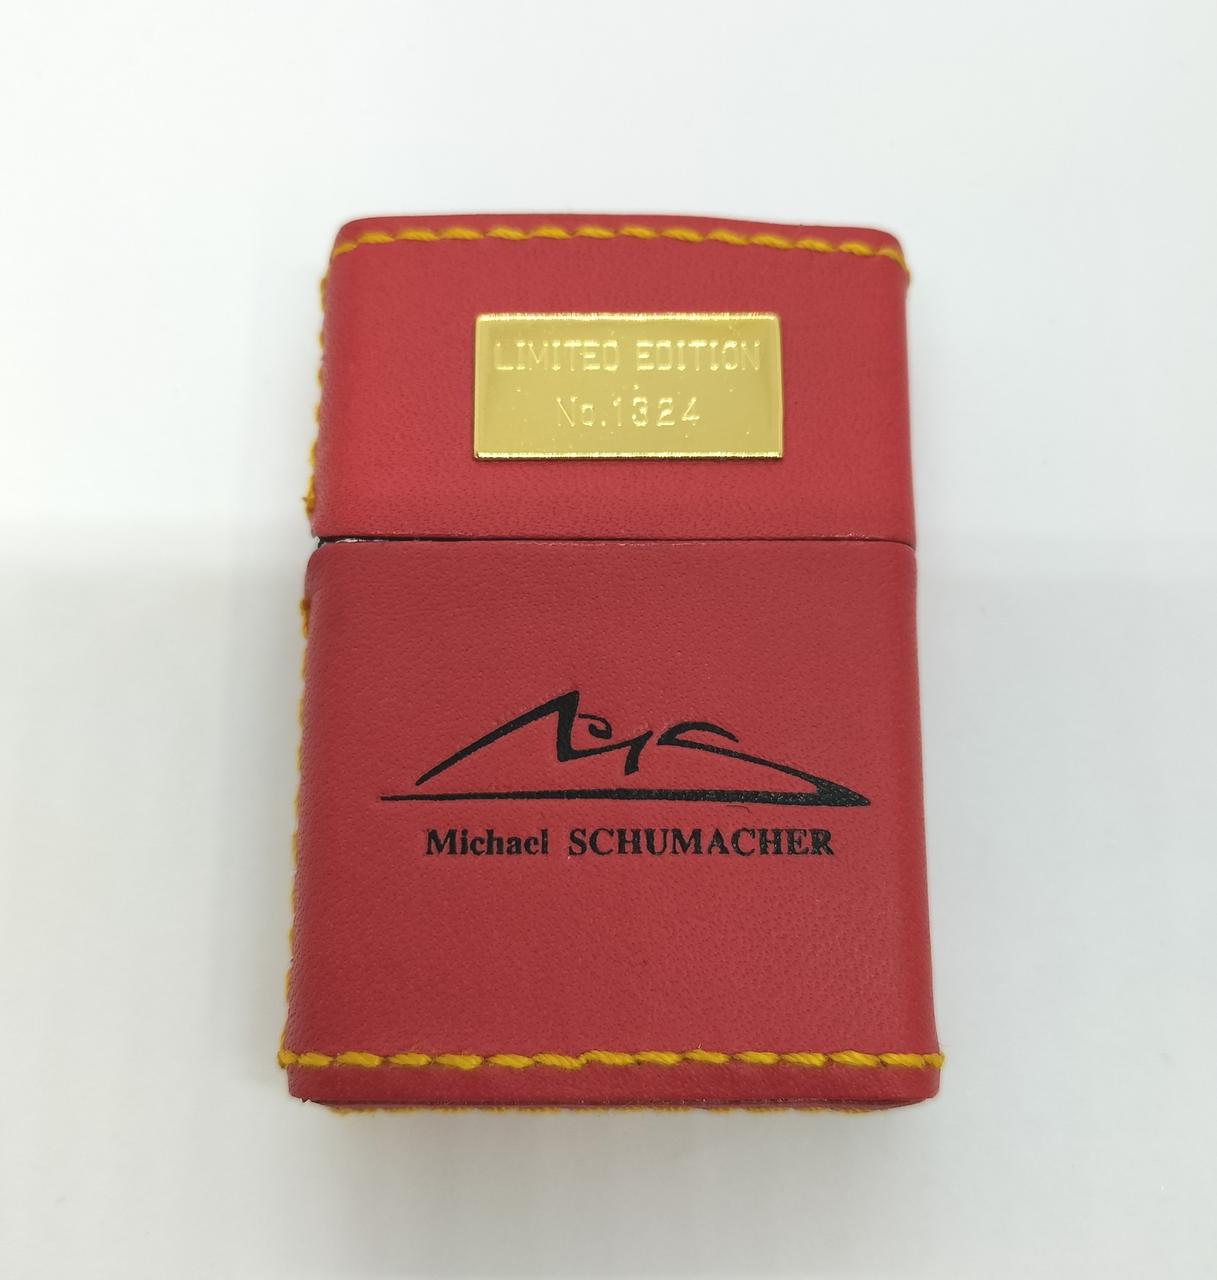 LIMITED EDITION
No.1324
Michael SCHUMACHER